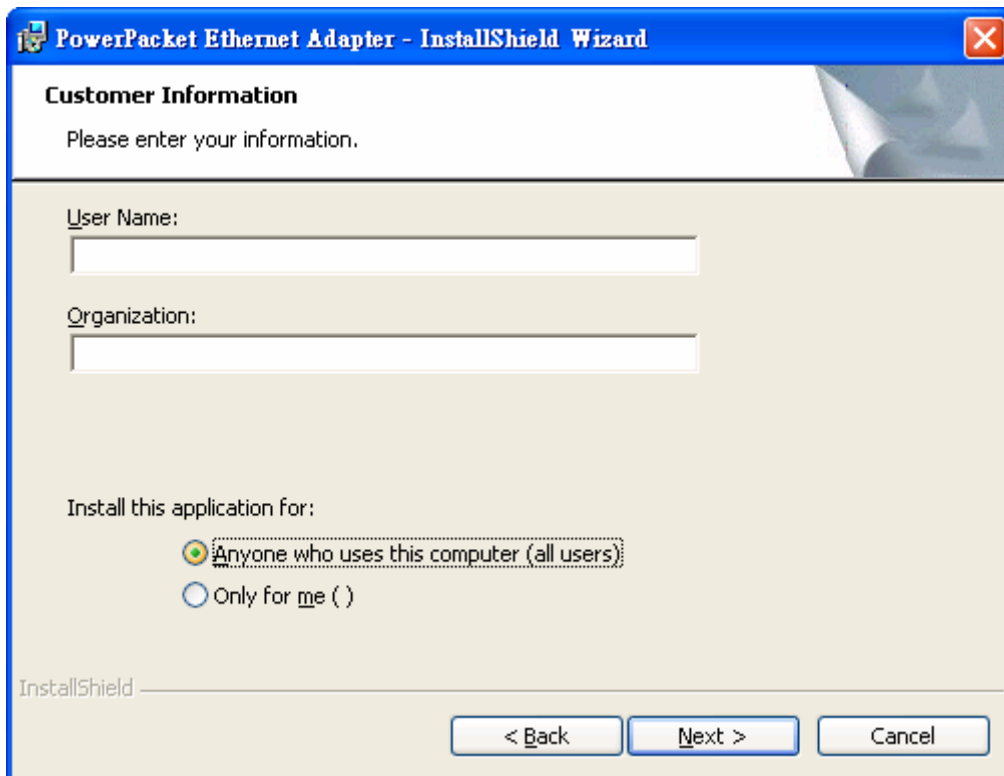 PowerPacket Ethernet Adapter - InstallShield Wizard
Customer Information
Please enter your information.
User Name:
Organization:
Install this application for:
Anyone who uses this computer (all users)
Only for me ( )
InstallShield
< Back Next > Cancel